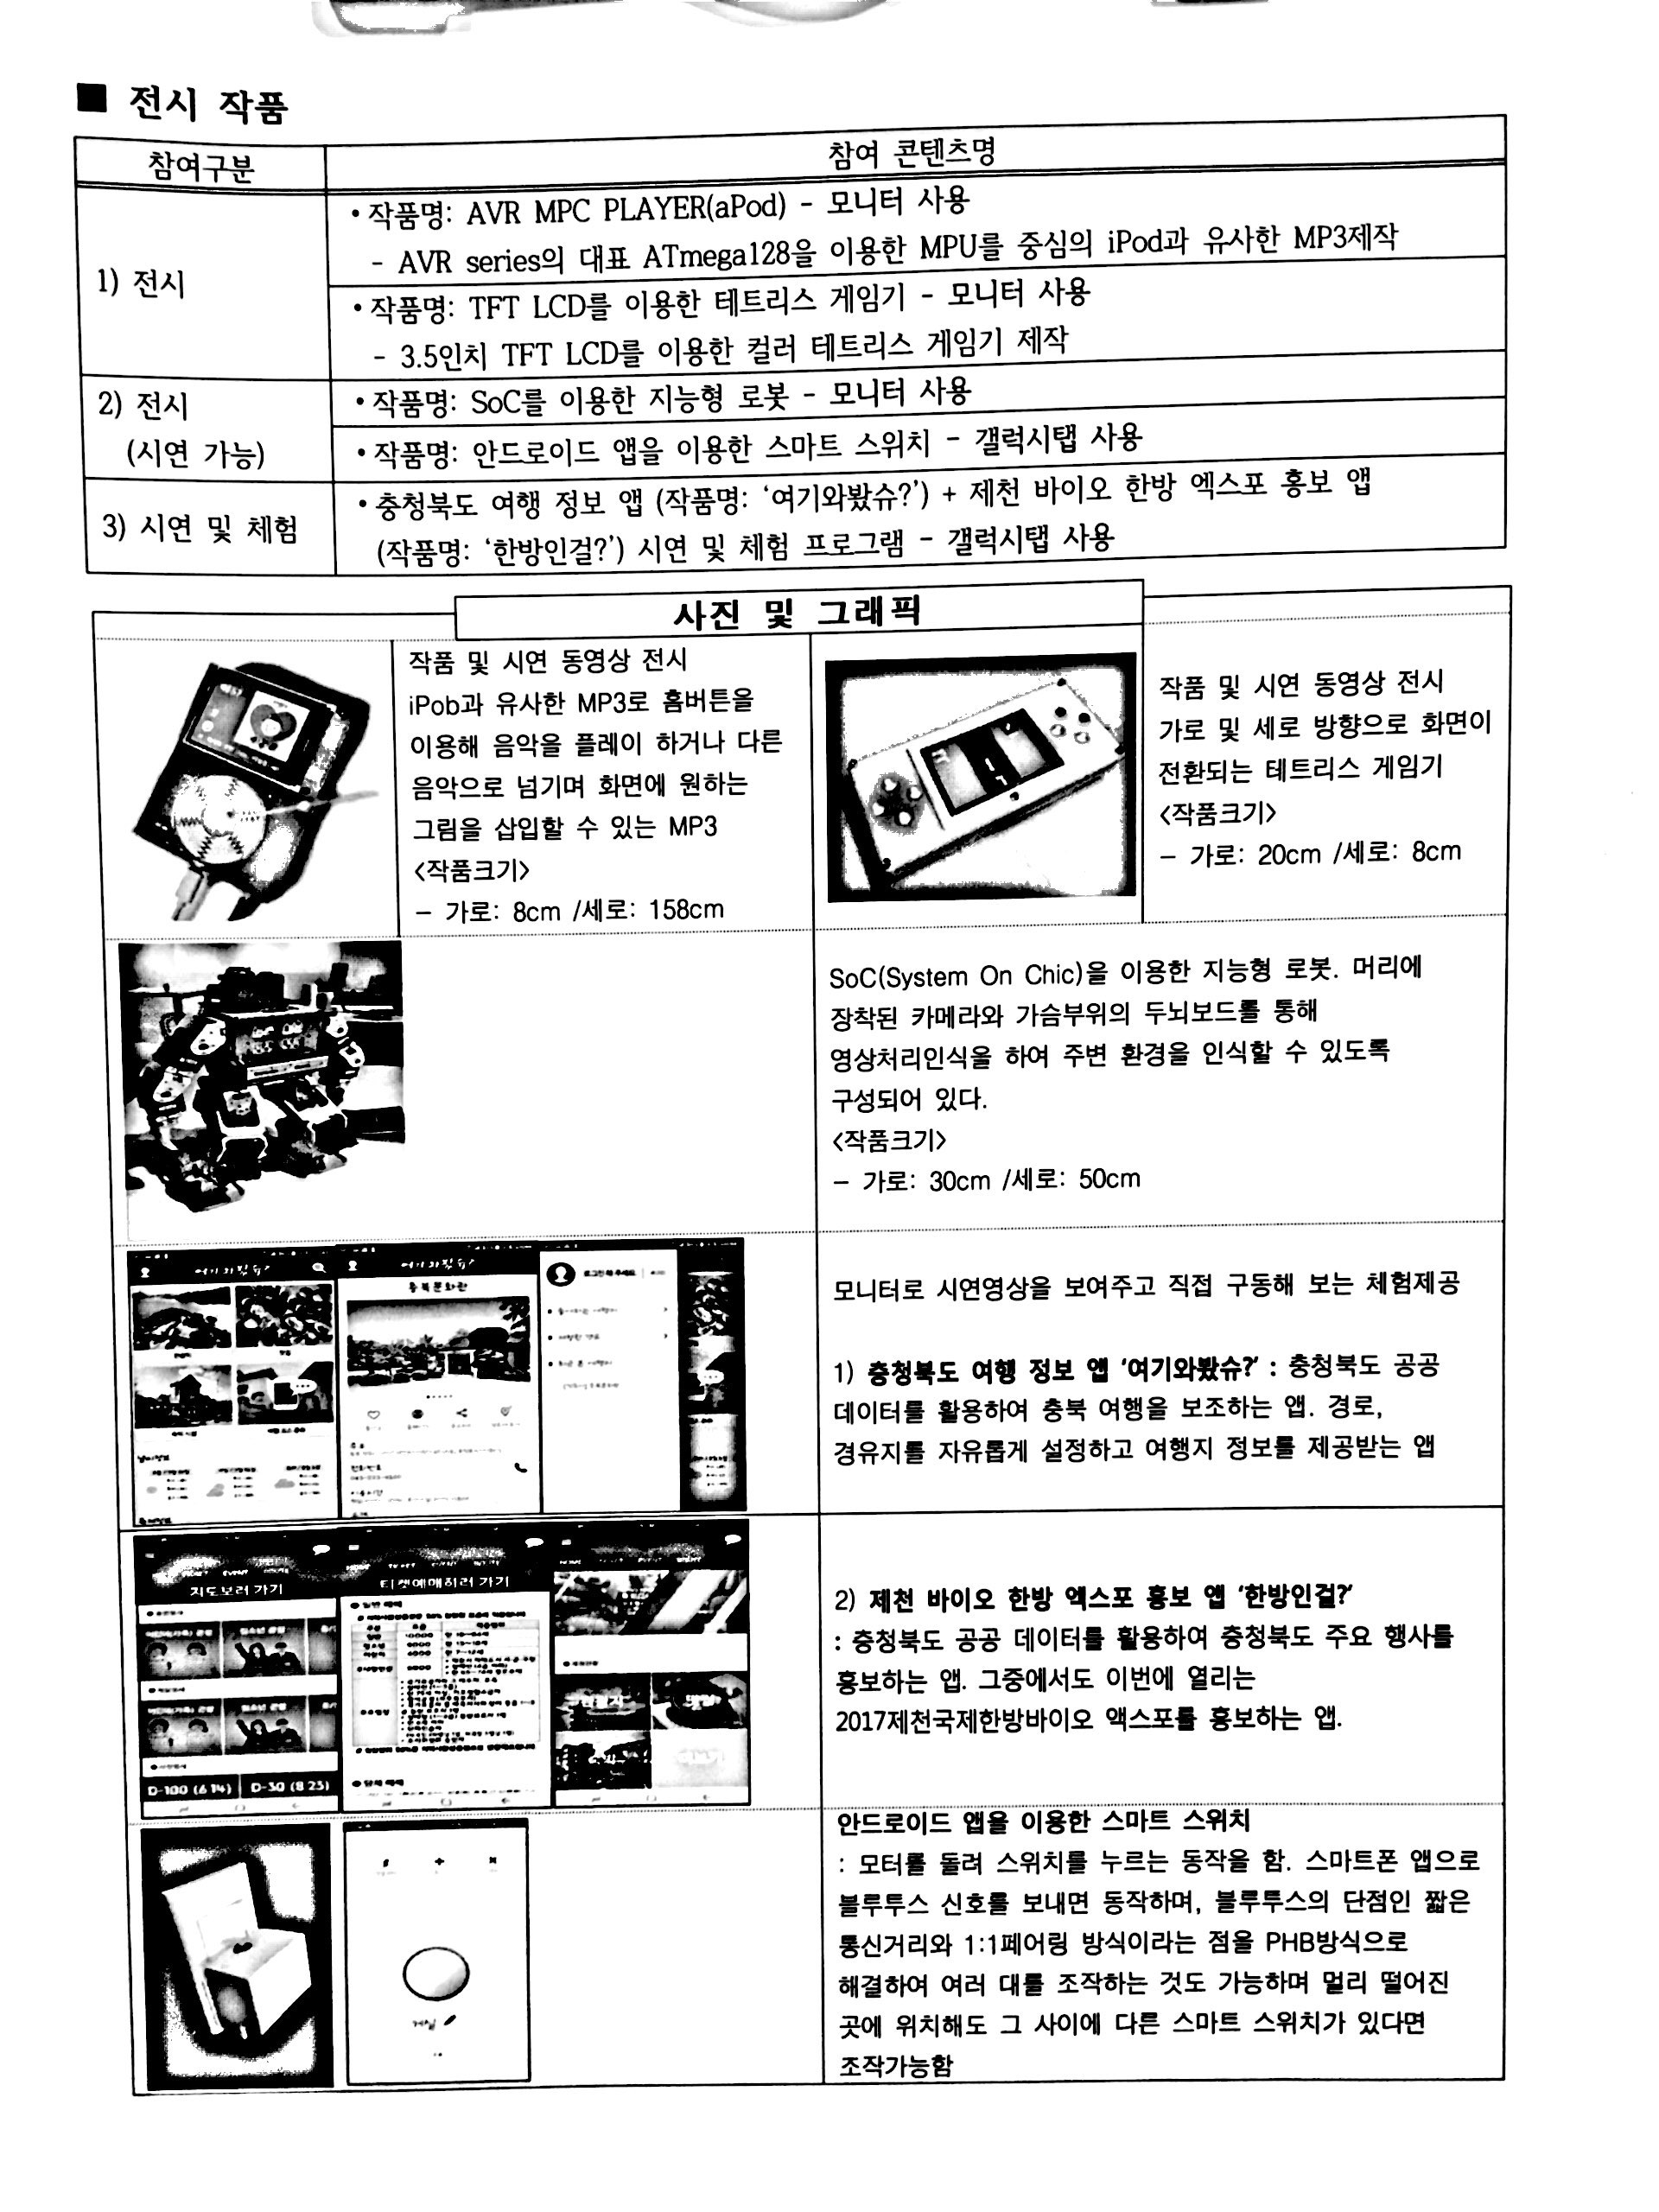 ■ 전시 작품
참여구분
참여 콘텐츠명
1) 전시
• 작품명: AVR MPC PLAYER(aPod) - 모니터 사용
- AVR series의 대표 ATmega128을 이용한 MPU를 중심의 iPod과 유사한 MP3제작
• 작품명: TFT LCD를 이용한 테트리스 게임기 - 모니터 사용
- 3.5인치 TFT LCD를 이용한 컬러 테트리스 게임기 제작
2) 전시
(시연 가능)
• 작품명: SoC를 이용한 지능형 로봇 - 모니터 사용
• 작품명: 안드로이드 앱을 이용한 스마트 스위치 - 갤럭시탭 사용
3) 시연 및 체험
• 충청북도 여행 정보 앱 (작품명: ‘여기와봤슈?’) + 제천 바이오 한방 엑스포 홍보 앱
(작품명: ‘한방인걸?’) 시연 및 체험 프로그램 - 갤럭시탭 사용
사진 및 그래픽
작품 및 시연 동영상 전시
iPob과 유사한 MP3로 홈버튼을
이용해 음악을 플레이 하거나 다른
음악으로 넘기며 화면에 원하는
그림을 삽입할 수 있는 MP3
<작품크기>
- 가로: 8cm /세로: 158cm
작품 및 시연 동영상 전시
가로 및 세로 방향으로 화면이
전환되는 테트리스 게임기
<작품크기>
- 가로: 20cm /세로: 8cm
SoC(System On Chic)을 이용한 지능형 로봇. 머리에
장착된 카메라와 가슴부위의 두뇌보드를 통해
영상처리인식을 하여 주변 환경을 인식할 수 있도록
구성되어 있다.
<작품크기>
- 가로: 30cm /세로: 50cm
여기와봤슈?
여기와봤슈?
충북문화관
로그인 해 주세요
모니터로 시연영상을 보여주고 직접 구동해 보는 체험제공
1) 충청북도 여행 정보 앱 '여기와봤슈?' : 충청북도 공공
데이터를 활용하여 충북 여행을 보조하는 앱. 경로,
경유지를 자유롭게 설정하고 여행지 정보를 제공받는 앱
지도보러 가기
티켓예매하러 가기
D-100 (6 14) D-30 (8 23)
2) 제천 바이오 한방 엑스포 홍보 앱 '한방인걸?'
: 충청북도 공공 데이터를 활용하여 충청북도 주요 행사를
홍보하는 앱. 그중에서도 이번에 열리는
2017제천국제한방바이오 액스포를 홍보하는 앱.
거실
안드로이드 앱을 이용한 스마트 스위치
: 모터를 돌려 스위치를 누르는 동작을 함. 스마트폰 앱으로
블루투스 신호를 보내면 동작하며, 블루투스의 단점인 짧은
통신거리와 1:1페어링 방식이라는 점을 PHB방식으로
해결하여 여러 대를 조작하는 것도 가능하며 멀리 떨어진
곳에 위치해도 그 사이에 다른 스마트 스위치가 있다면
조작가능함